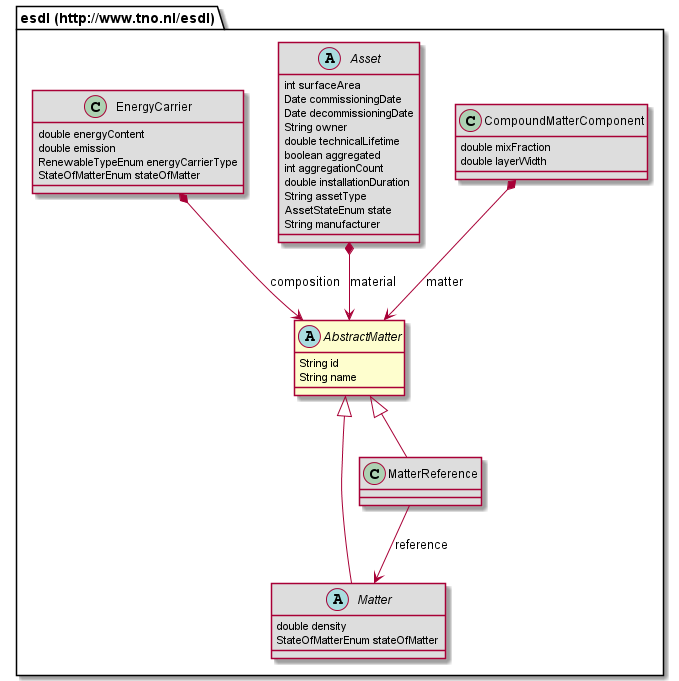 esdl (http://www.tno.nl/esdl)
A Asset
int surfaceArea
Date commissioningDate
Date decommissioningDate
String owner
double technicalLifetime
boolean aggregated
int aggregationCount
double installationDuration
String assetType
AssetStateEnum state
String manufacturer
C EnergyCarrier
double energyContent
double emission
RenewableTypeEnum energyCarrierType
StateOfMatterEnum stateOfMatter
C CompoundMatterComponent
double mixFraction
double layerWidth
composition
material
matter
A AbstractMatter
String id
String name
C MatterReference
reference
A Matter
double density
StateOfMatterEnum stateOfMatter